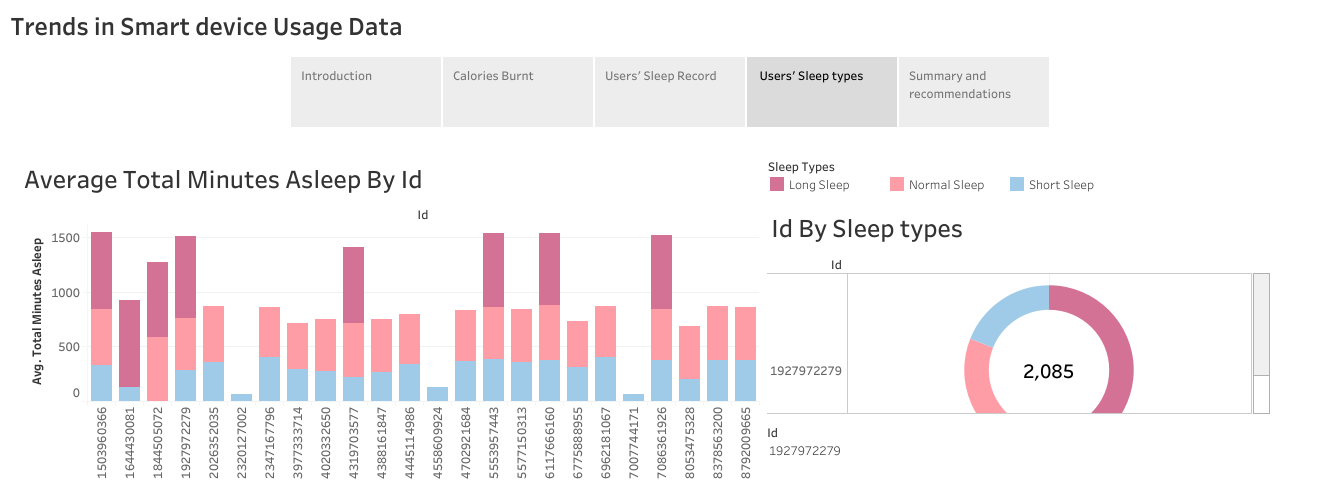 Trends in Smart device Usage Data
Introduction
Calories Burnt
Users' Sleep Record
Users' Sleep types
Summary and
recommendations
Average Total Minutes Asleep By Id
Id
Avg. Total Minutes Asleep
1500
1000
500
0
1503960366
1644430081
1844505072
1927972279
2026352035
2320127002
2347167796
3977333714
4020332650
4319703577
4388161847
4445114986
4558609924
4702921684
5553957443
5577150313
6117666160
6775888955
6962181067
7007744171
7086361926
8053475328
8378563200
8792009665
Sleep Types
Long Sleep
Normal Sleep
Short Sleep
Id By Sleep types
Id
1927972279
2,085
Id
1927972279